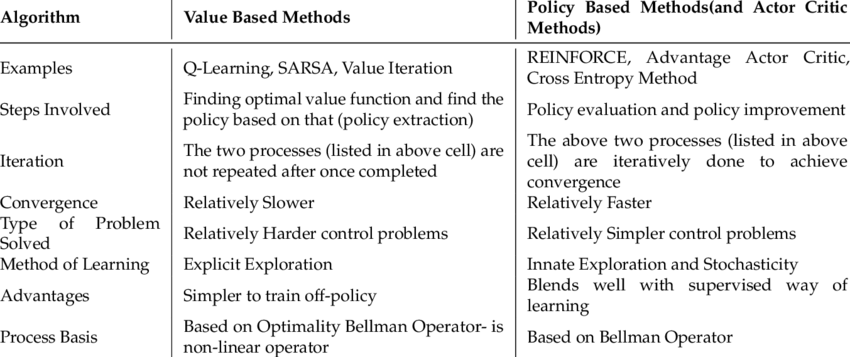 Algorithm
Value Based Methods
Policy Based Methods(and Actor Critic
Methods)
Examples
Q-Learning, SARSA, Value Iteration
REINFORCE, Advantage Actor Critic,
Cross Entropy Method
Steps Involved
Finding optimal value function and find the
policy based on that (policy extraction)
Policy evaluation and policy improvement
Iteration
The two processes (listed in above cell) are
not repeated after once completed
The above two processes (listed in above
cell) are iteratively done to achieve
convergence
Convergence
Relatively Slower
Relatively Faster
Type of Problem
Solved
Relatively Harder control problems
Relatively Simpler control problems
Method of Learning
Explicit Exploration
Innate Exploration and Stochasticity
Advantages
Simpler to train off-policy
Blends well with supervised way of
learning
Process Basis
Based on Optimality Bellman Operator- is
non-linear operator
Based on Bellman Operator